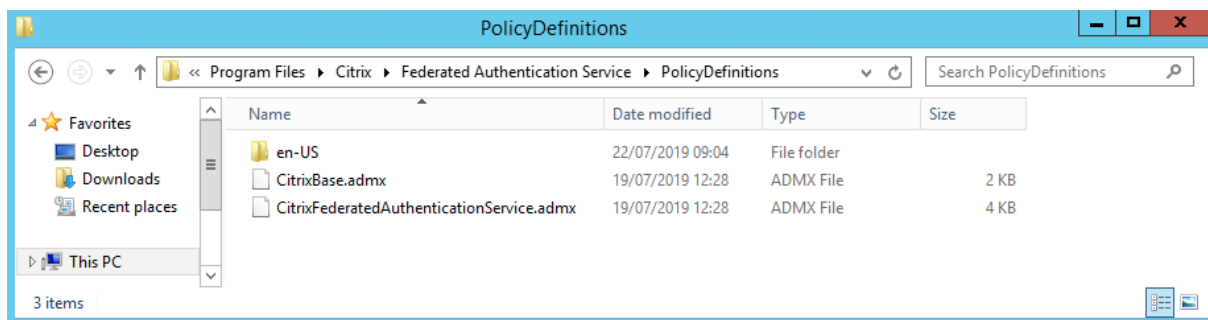 PolicyDefinitions
« Program Files Citrix Federated Authentication Service PolicyDefinitions Search PolicyDefinitions
Favorites
Desktop
Downloads
Recent places
This PC
Name Date modified Type Size
en-US 22/07/2019 09:04 File folder
CitrixBase.admx 19/07/2019 12:28 ADMX File 2 KB
CitrixFederatedAuthenticationService.admx 19/07/2019 12:28 ADMX File 4 KB
3 items